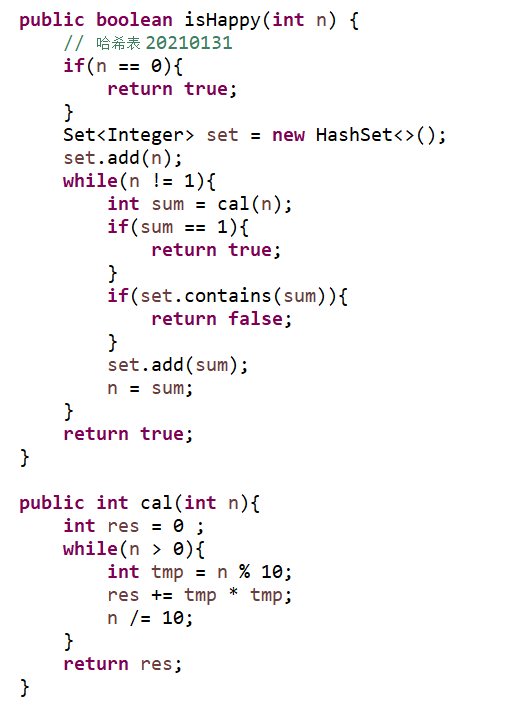 public boolean isHappy(int n) {
    // 哈希表 20210131
    if(n == 0){
        return true;
    }
    Set<Integer> set = new HashSet<>();
    set.add(n);
    while(n != 1){
        int sum = cal(n);
        if(sum == 1){
            return true;
        }
        if(set.contains(sum)){
            return false;
        }
        set.add(sum);
        n = sum;
    }
    return true;
}

public int cal(int n){
    int res = 0 ;
    while(n > 0){
        int tmp = n % 10;
        res += tmp * tmp;
        n /= 10;
    }
    return res;
}